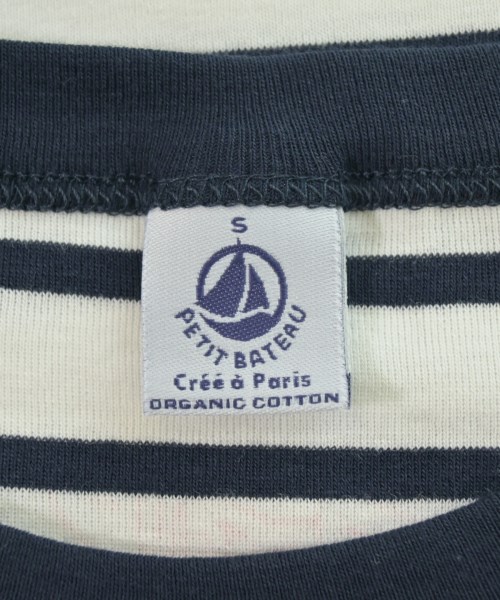 S
PETIT BATEAU
Créé à Paris
ORGANIC COTTON